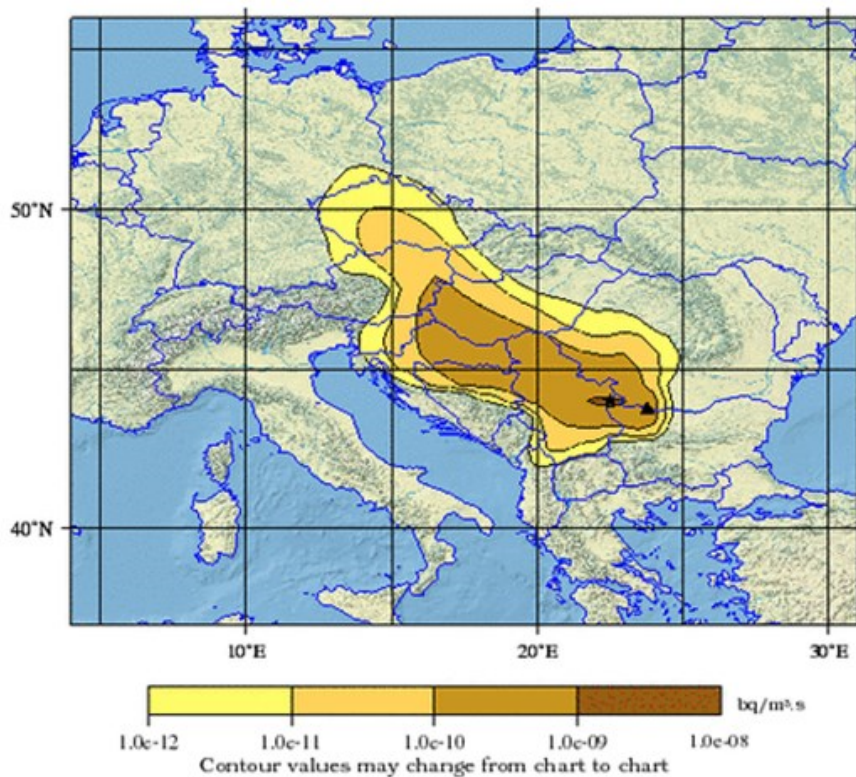 50°N
40°N
10°E 20°E 30°E
bq/m³.s
1.0e-12 1.0e-11 1.0e-10 1.0e-09 1.0e-08
Contour values may change from chart to chart